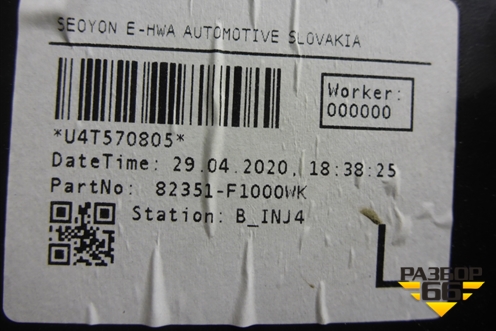 SEOYON E-HWA AUTOMOTIVE SLOVAKIA
Worker:
000000
*U4T570805*
DateTime: 29.04.2020, 18:38:25
PartNo: 82351-F1000WK
Station: B_INJ4
L
РАЗБОР
66